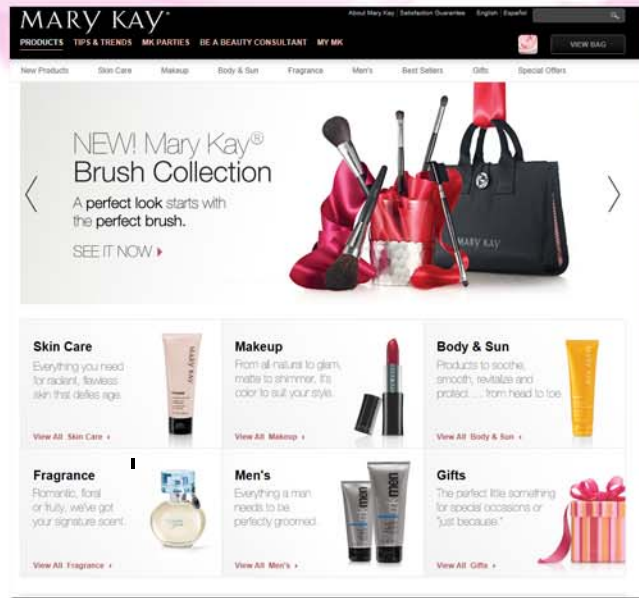 MARY KAY®
About Mary Kay | Satisfaction Guarantee English | Español
PRODUCTS TIPS & TRENDS MK PARTIES BE A BEAUTY CONSULTANT MY MK
VIEW BAG
New Products Skin Care Makeup Body & Sun Fragrance Men's Best Sellers Gifts Special Offers
NEW! Mary Kay®
Brush Collection
A perfect look starts with
the perfect brush.
SEE IT NOW
MARY KAY
Skin Care
Everything you need
for radiant, flawless
skin that defies age.
View All Skin Care
MARY KAY
Makeup
From all-natural to glam,
matte to shimmer, it's
color to suit your style.
View All Makeup
Body & Sun
Products to soothe,
smooth, revitalize and
protect . . . from head to toe.
View All Body & Sun
Fragrance
Romantic, floral
or fruity, we've got
your signature scent.
View All Fragrance
Men's
Everything a man
needs to be
perfectly groomed.
View All Men's
men
men
Gifts
The perfect little something
for special occasions or
"just because."
View All Gifts